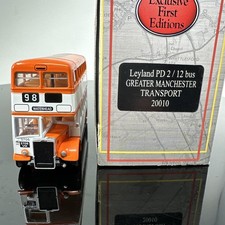 Exclusive
First
Editions
Leyland PD 2 / 12 bus
GREATER MANCHESTER
TRANSPORT
20010
98